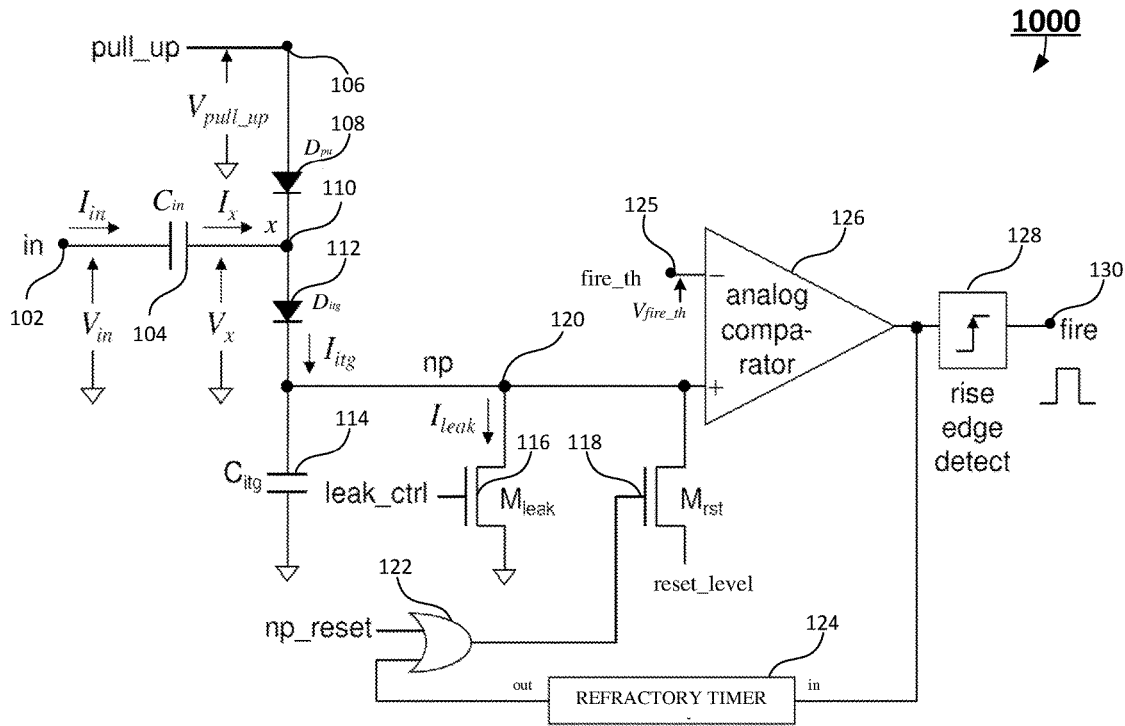 1000
pull_up
106
V_pull_up
108
D_pu
110
I_in
C_in
I_x
x
in
112
102
V_in
104
V_x
D_itg
I_itg
125
126
128
130
fire_th
−
V_fire_th
analog
compa-
rator
fire
120
np
+
rise
edge
detect
I_leak
114
116
118
C_itg
leak_ctrl
M_leak
M_rst
reset_level
122
np_reset
124
out
REFRACTORY TIMER
in